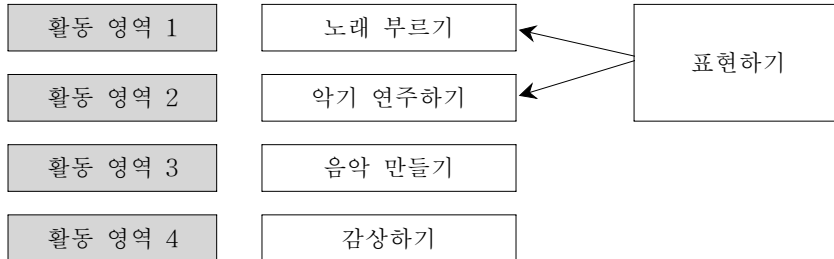 활동 영역 1
노래 부르기
표현하기
활동 영역 2
악기 연주하기
활동 영역 3
음악 만들기
활동 영역 4
감상하기